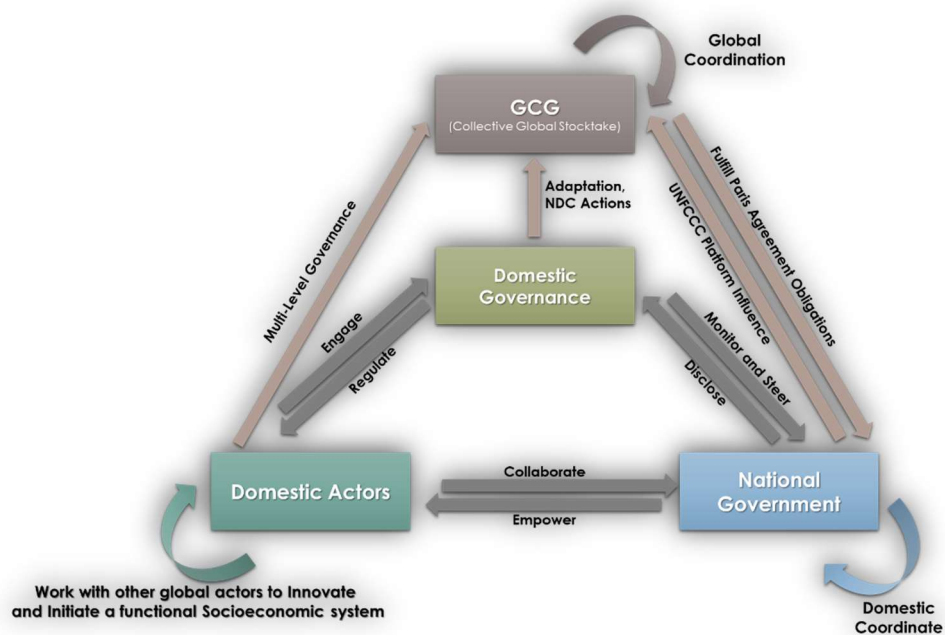 Global
Coordination
GCG
(Collective Global Stocktake)
Adaptation,
NDC Actions
Multi-Level Governance
Fulfill Paris Agreement Obligations
UNFCCC Platform Influence
Domestic
Governance
Engage
Regulate
Monitor and Steer
Disclose
Domestic Actors
Collaborate
Empower
National
Government
Work with other global actors to Innovate
and Initiate a functional Socioeconomic system
Domestic
Coordinate